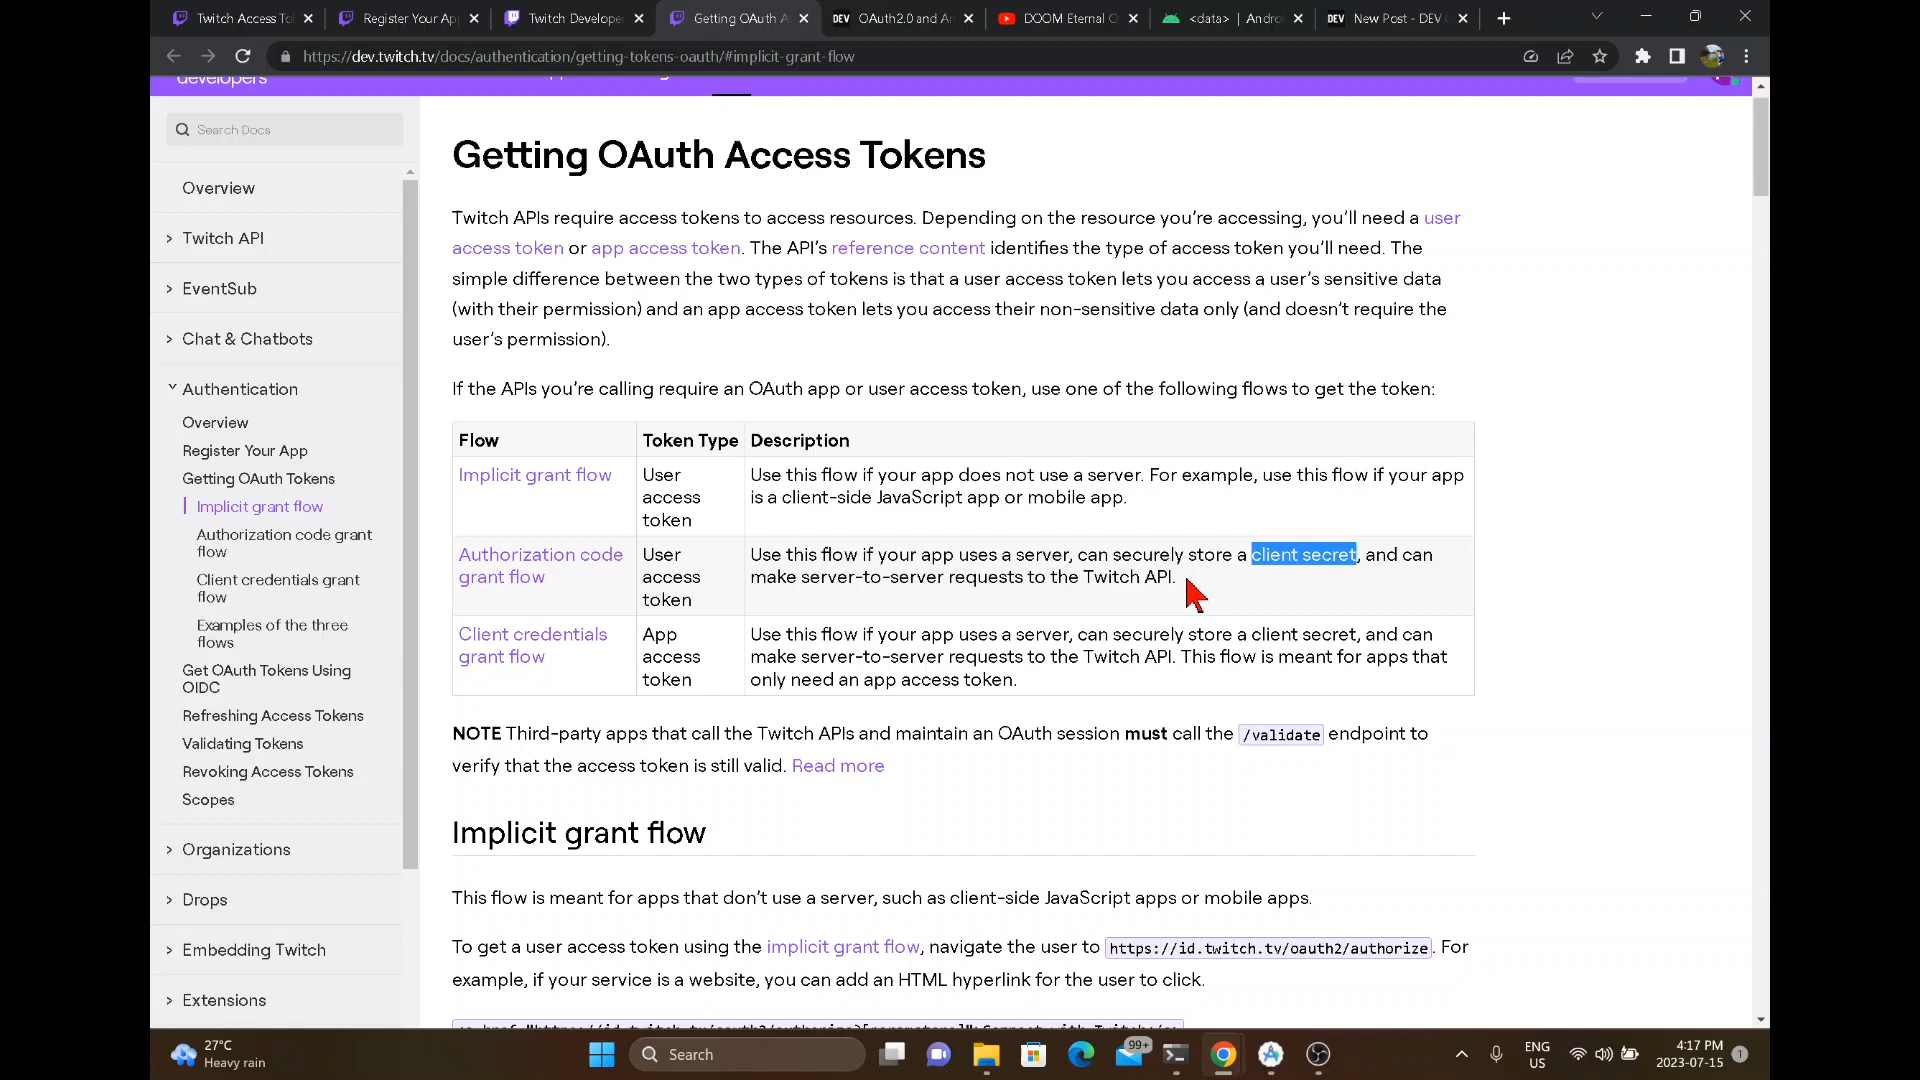 Twitch Access To
Register Your App
Twitch Developer
Getting OAuth A
DEV OAuth2.0 and An
DOOM Eternal O
<data> | Andro
DEV New Post - DEV
https://dev.twitch.tv/docs/authentication/getting-tokens-oauth/#implicit-grant-flow
developers
Search Docs
Overview
Twitch API
EventSub
Chat & Chatbots
Authentication
Overview
Register Your App
Getting OAuth Tokens
Implicit grant flow
Authorization code grant
flow
Client credentials grant
flow
Examples of the three
flows
Get OAuth Tokens Using
OIDC
Refreshing Access Tokens
Validating Tokens
Revoking Access Tokens
Scopes
Organizations
Drops
Embedding Twitch
Extensions
Getting OAuth Access Tokens
Twitch APIs require access tokens to access resources. Depending on the resource you’re accessing, you’ll need a user
access token or app access token. The API’s reference content identifies the type of access token you’ll need. The
simple difference between the two types of tokens is that a user access token lets you access a user’s sensitive data
(with their permission) and an app access token lets you access their non-sensitive data only (and doesn’t require the
user’s permission).
If the APIs you’re calling require an OAuth app or user access token, use one of the following flows to get the token:
Flow Token Type Description
Implicit grant flow User Use this flow if your app does not use a server. For example, use this flow if your app
access is a client-side JavaScript app or mobile app.
token
Authorization code User Use this flow if your app uses a server, can securely store a client secret, and can
grant flow access make server-to-server requests to the Twitch API.
token
Client credentials App Use this flow if your app uses a server, can securely store a client secret, and can
grant flow access make server-to-server requests to the Twitch API. This flow is meant for apps that
token only need an app access token.
NOTE Third-party apps that call the Twitch APIs and maintain an OAuth session must call the /validate endpoint to
verify that the access token is still valid. Read more
Implicit grant flow
This flow is meant for apps that don’t use a server, such as client-side JavaScript apps or mobile apps.
To get a user access token using the implicit grant flow, navigate the user to https://id.twitch.tv/oauth2/authorize. For
example, if your service is a website, you can add an HTML hyperlink for the user to click.
27°C
Heavy rain
Search
99+
ENG
US
4:17 PM
2023-07-15
1